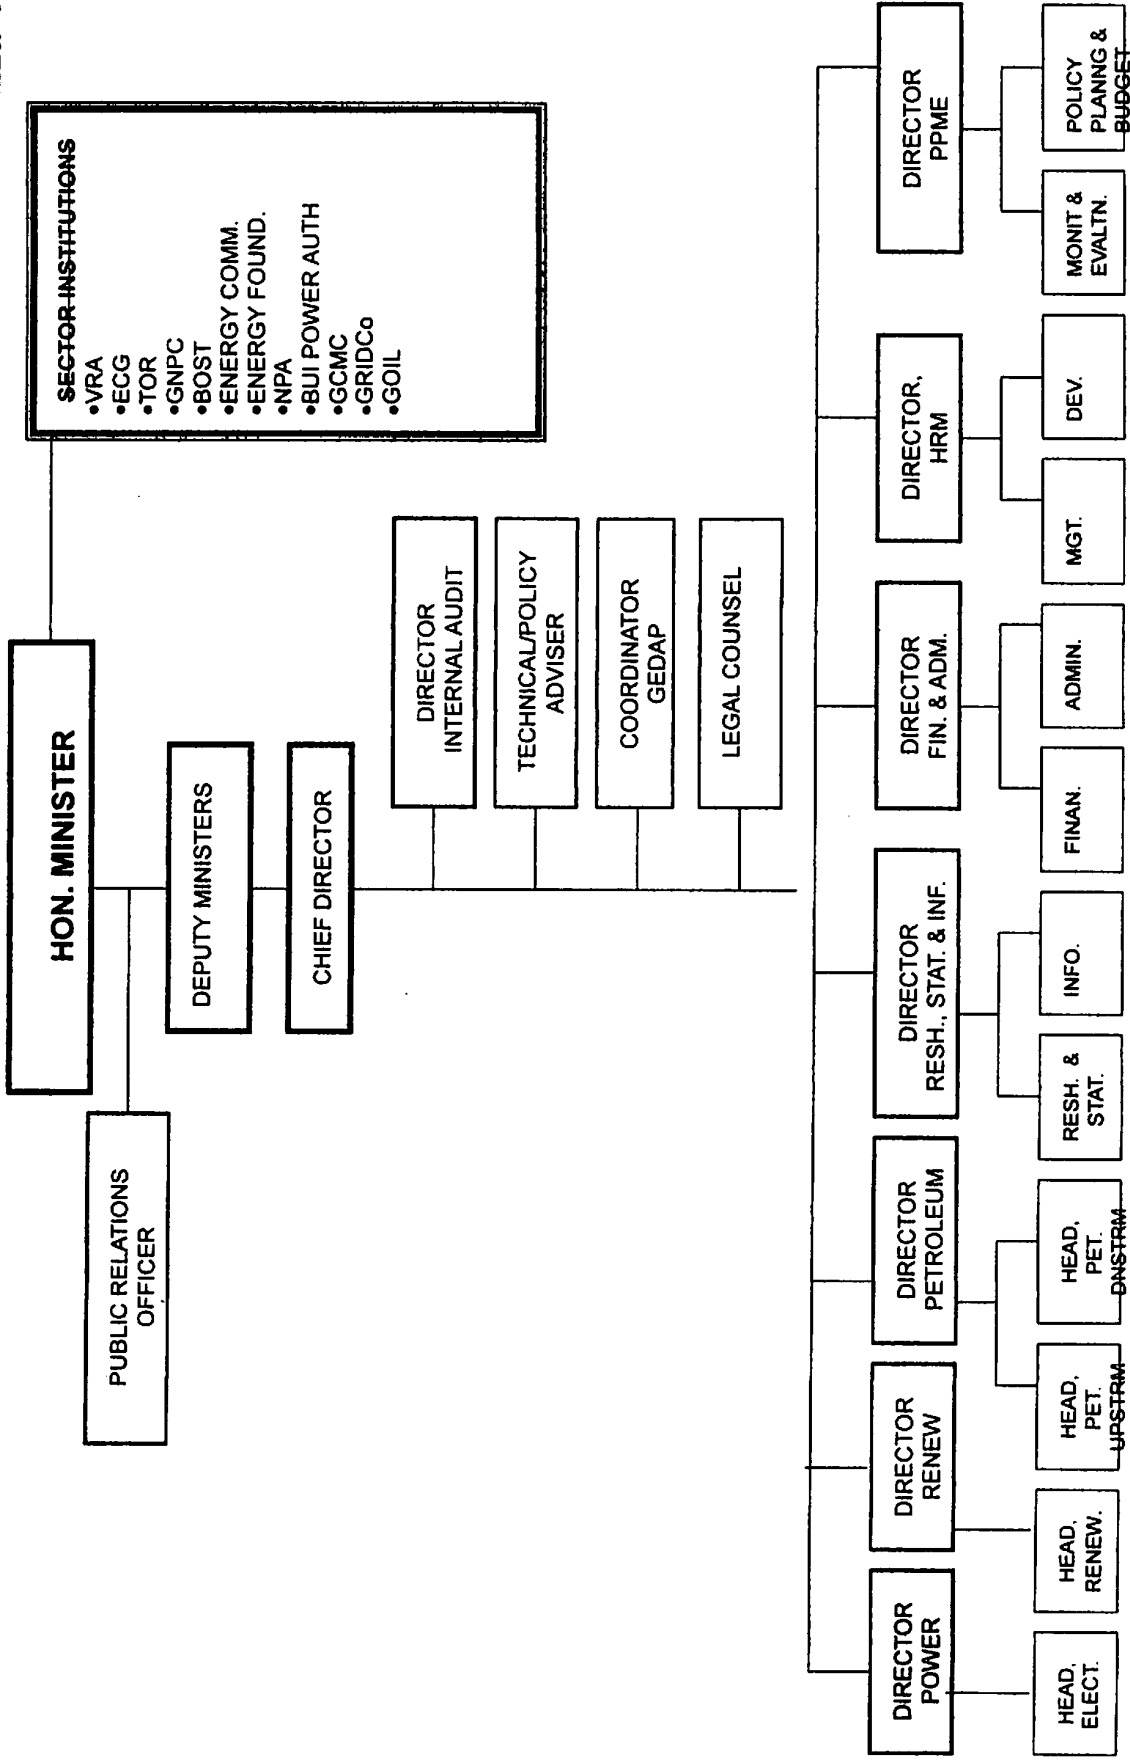 HON. MINISTER
PUBLIC RELATIONS
OFFICER
SECTOR INSTITUTIONS
•VRA
•ECG
•TOR
•GNPC
•BOST
•ENERGY COMM.
•ENERGY FOUND.
•NPA
•BUI POWER AUTH
•GCMC
•GRIDCo
•GOIL
DEPUTY MINISTERS
CHIEF DIRECTOR
DIRECTOR
INTERNAL AUDIT
TECHNICAL/POLICY
ADVISER
COORDINATOR
GEDAP
LEGAL COUNSEL
DIRECTOR
POWER
DIRECTOR
RENEW
DIRECTOR
PETROLEUM
DIRECTOR
RESH., STAT. & INF.
DIRECTOR
FIN. & ADM.
DIRECTOR,
HRM
DIRECTOR
PPME
HEAD,
ELECT.
HEAD,
RENEW.
HEAD,
PET.
UPSTRM
HEAD,
PET.
DNSTRM
RESH. &
STAT.
INFO.
FINAN.
ADMIN.
MGT.
DEV.
MONIT &
EVALTN.
POLICY
PLANNG &
BUDGET